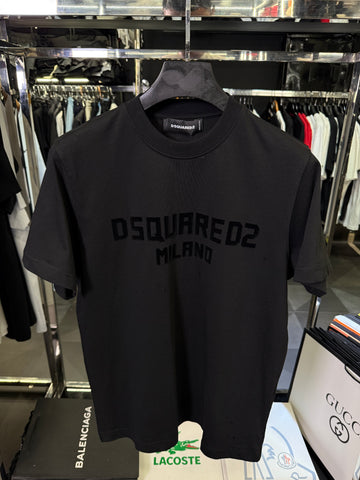 DSQUARED2
DSQUARED2
MILANO
BALENCIAGA
LACOSTE
GUCCI